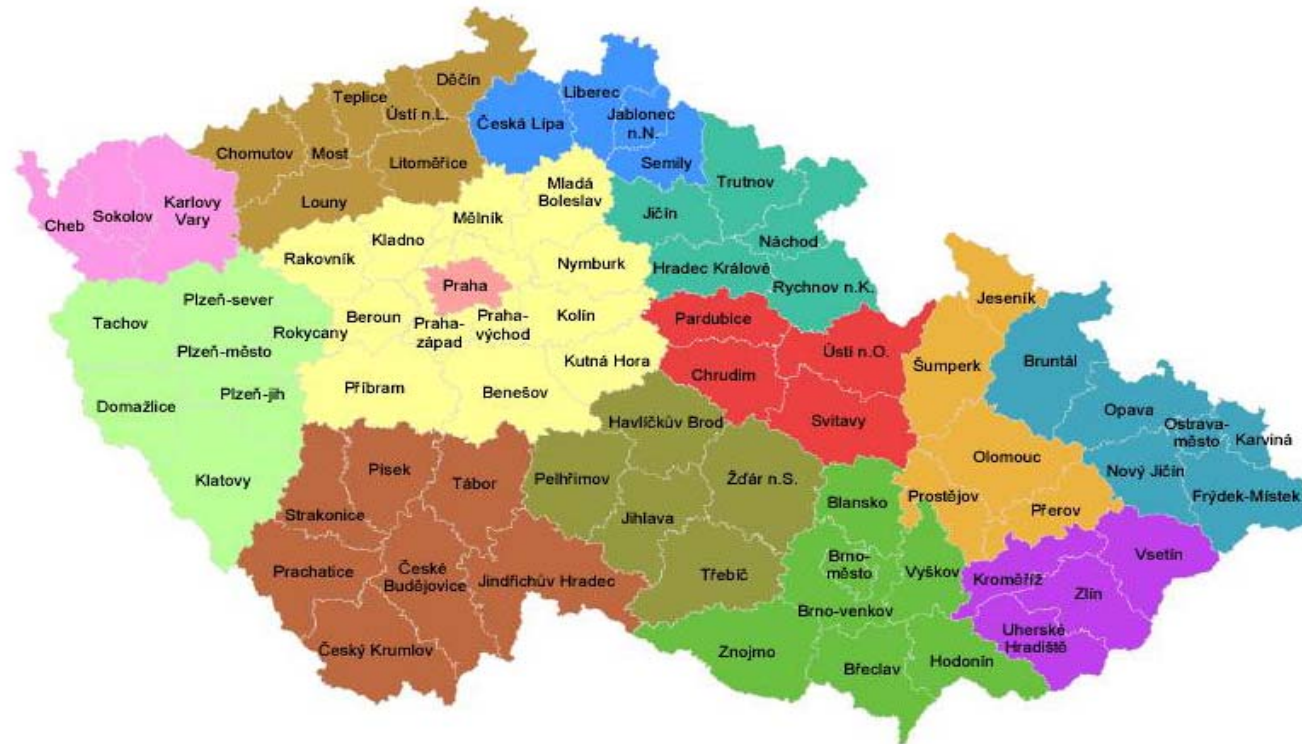 Děčín
Teplice
Ústí n.L.
Liberec
Česká Lípa
Jablonec
n.N.
Chomutov
Most
Litoměřice
Semily
Trutnov
Louny
Mladá
Boleslav
Karlovy
Vary
Sokolov
Cheb
Mělník
Jičín
Kladno
Náchod
Rakovník
Nymburk
Hradec Králové
Praha
Rychnov n.K.
Plzeň-sever
Jeseník
Tachov
Rokycany
Beroun
Praha-
západ
Praha-
východ
Kolín
Pardubice
Plzeň-město
Ústí n.O.
Šumperk
Bruntál
Kutná Hora
Chrudim
Příbram
Benešov
Plzeň-jih
Domažlice
Svitavy
Opava
Ostrava-
město
Karviná
Havlíčkův Brod
Olomouc
Nový Jičín
Frýdek-Místek
Klatovy
Písek
Tábor
Pelhřimov
Žďár n.S.
Prostějov
Blansko
Přerov
Strakonice
Jihlava
Vsetín
Prachatice
České
Budějovice
Jindřichův Hradec
Třebíč
Brno-
město
Vyškov
Kroměříž
Zlín
Brno-venkov
Uherské
Hradiště
Český Krumlov
Znojmo
Břeclav
Hodonín